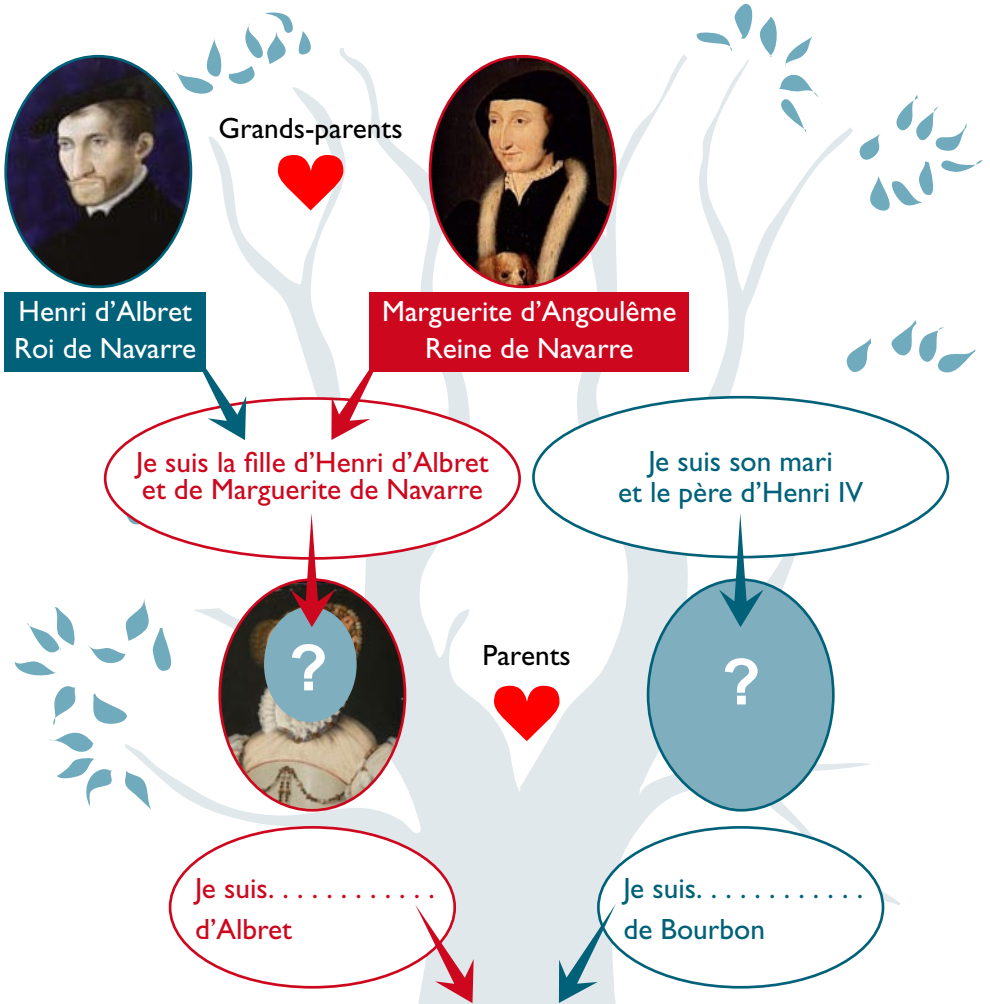 Grands-parents
Henri d'Albret
Roi de Navarre
Marguerite d'Angoulême
Reine de Navarre
Je suis la fille d'Henri d'Albret
et de Marguerite de Navarre
Je suis son mari
et le père d'Henri IV
?
Parents
?
Je suis. . . . . . . . . . . .
d'Albret
Je suis. . . . . . . . . . . .
de Bourbon